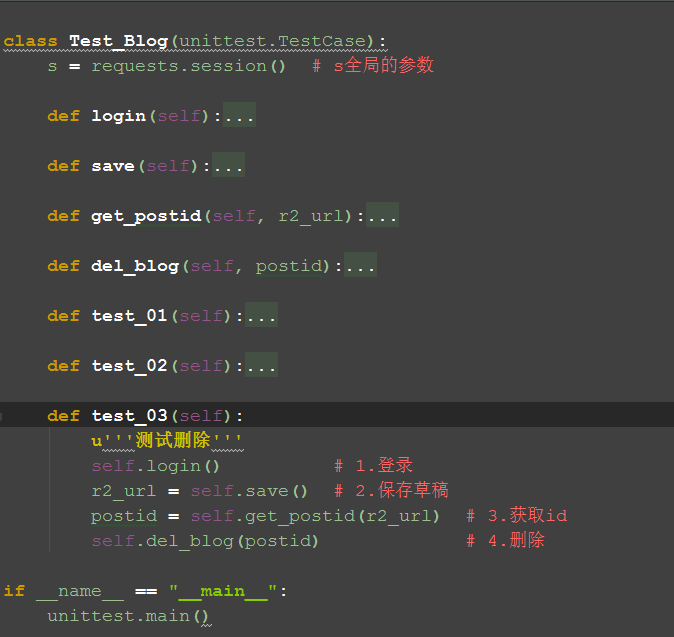 class Test_Blog(unittest.TestCase):
    s = requests.session()  # s全局的参数
    def login(self):...
    def save(self):...
    def get_postid(self, r2_url):...
    def del_blog(self, postid):...
    def test_01(self):...
    def test_02(self):...
    def test_03(self):
        u'''测试删除'''
        self.login()          # 1.登录
        r2_url = self.save()  # 2.保存草稿
        postid = self.get_postid(r2_url)  # 3.获取id
        self.del_blog(postid)             # 4.删除
if __name__ == "__main__":
    unittest.main()